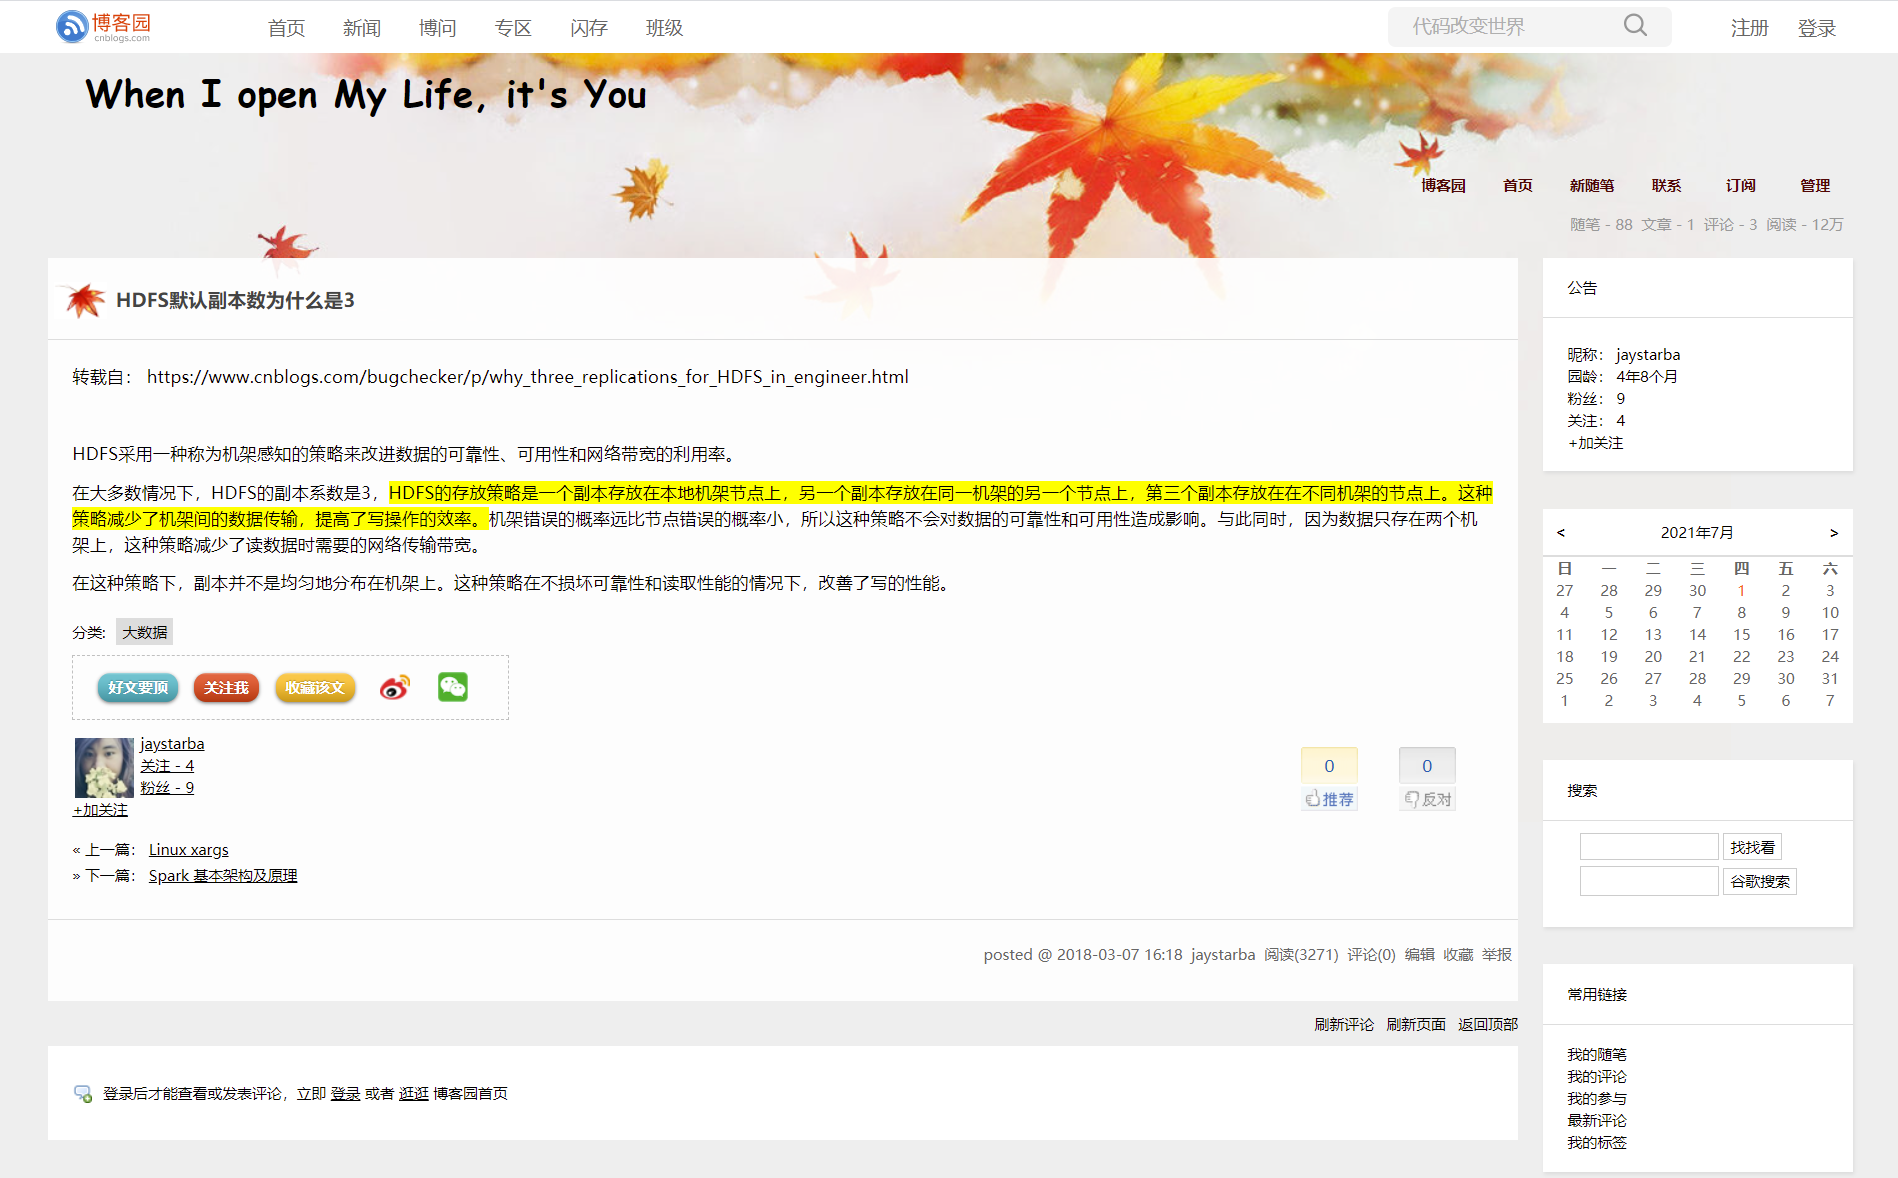 博客园
cnblogs.com
首页 新闻 博问 专区 闪存 班级
代码改变世界
注册 登录
When I open My Life, it's You
博客园 首页 新随笔 联系 订阅 管理
随笔 - 88 文章 - 1 评论 - 3 阅读 - 12万
HDFS默认副本数为什么是3
转载自： https://www.cnblogs.com/bugchecker/p/why_three_replications_for_HDFS_in_engineer.html
HDFS采用一种称为机架感知的策略来改进数据的可靠性、可用性和网络带宽的利用率。
在大多数情况下，HDFS的副本系数是3，HDFS的存放策略是一个副本存放在本地机架节点上，另一个副本存放在同一机架的另一个节点上，第三个副本存放在在不同机架的节点上。这种
策略减少了机架间的数据传输，提高了写操作的效率。机架错误的概率远比节点错误的概率小，所以这种策略不会对数据的可靠性和可用性造成影响。与此同时，因为数据只存在两个机
架上，这种策略减少了读数据时需要的网络传输带宽。
在这种策略下，副本并不是均匀地分布在机架上。这种策略在不损坏可靠性和读取性能的情况下，改善了写的性能。
分类: 大数据
好文要顶 关注我 收藏该文
jaystarba
关注 - 4
粉丝 - 9
+加关注
0 0
推荐 反对
« 上一篇： Linux xargs
» 下一篇： Spark 基本架构及原理
posted @ 2018-03-07 16:18 jaystarba 阅读(3271) 评论(0) 编辑 收藏 举报
刷新评论 刷新页面 返回顶部
登录后才能查看或发表评论，立即 登录 或者 逛逛 博客园首页
公告
昵称： jaystarba
园龄： 4年8个月
粉丝： 9
关注： 4
+加关注
< 2021年7月 >
日 一 二 三 四 五 六
27 28 29 30 1 2 3
4 5 6 7 8 9 10
11 12 13 14 15 16 17
18 19 20 21 22 23 24
25 26 27 28 29 30 31
1 2 3 4 5 6 7
搜索
找找看
谷歌搜索
常用链接
我的随笔
我的评论
我的参与
最新评论
我的标签